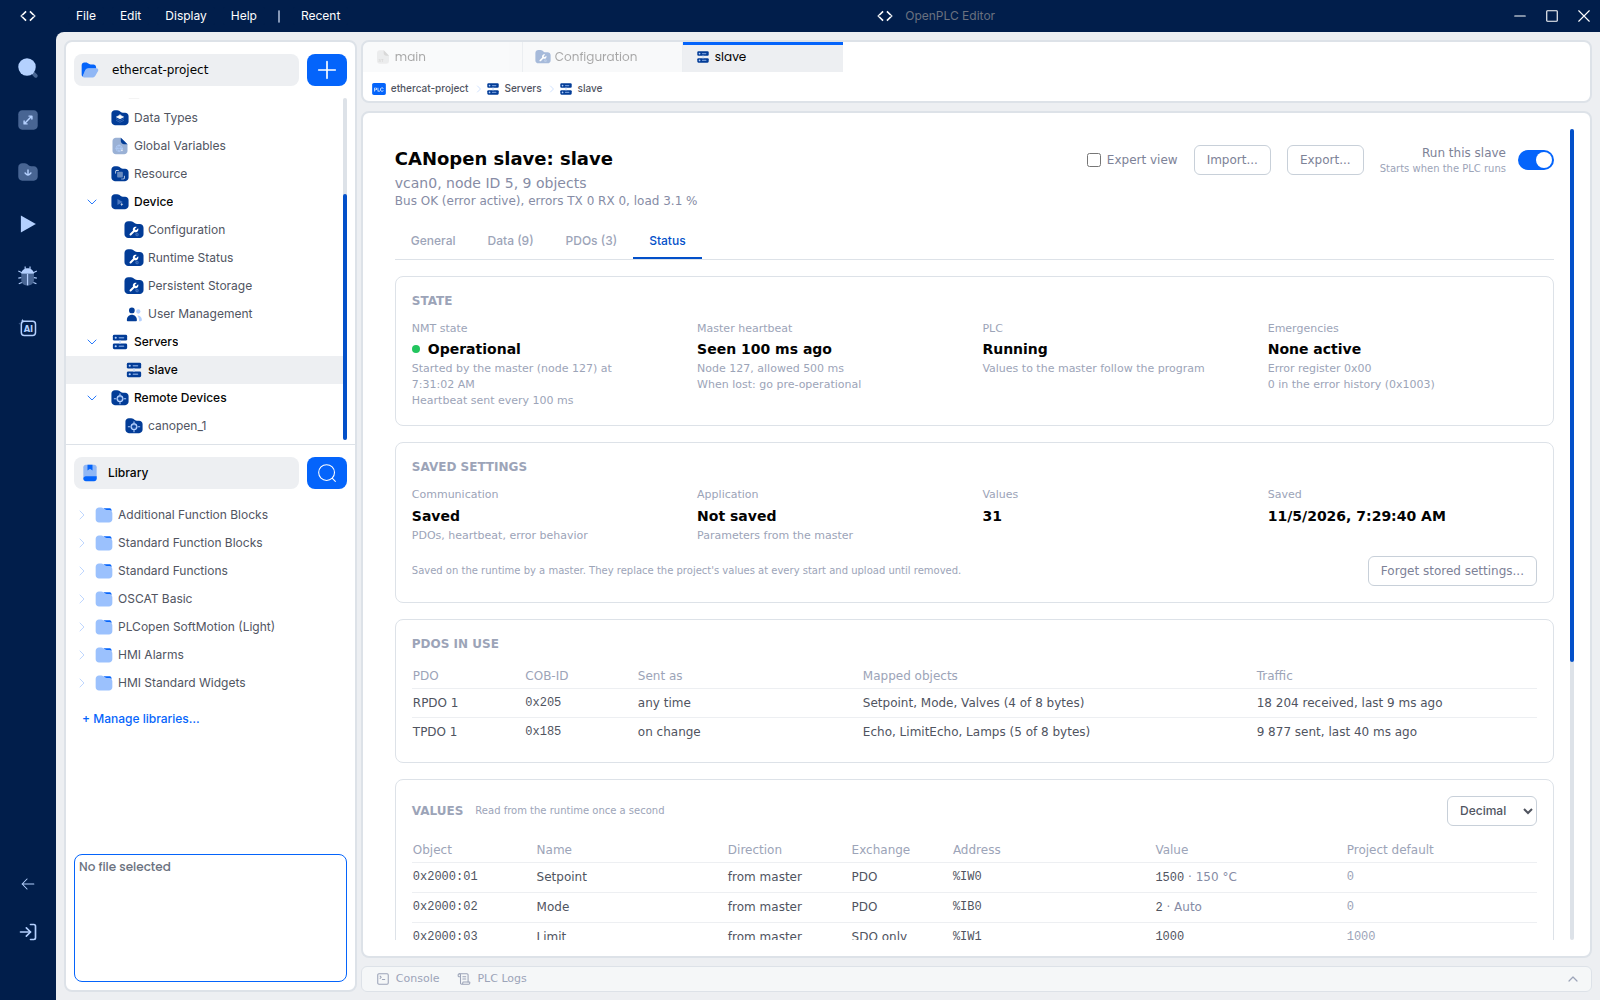 File Edit Display Help | Recent
OpenPLC Editor
ethercat-project
Data Types
Global Variables
Resource
Device
Configuration
Runtime Status
Persistent Storage
User Management
Servers
slave
Remote Devices
canopen_1
Library
Additional Function Blocks
Standard Function Blocks
Standard Functions
OSCAT Basic
PLCopen SoftMotion (Light)
HMI Alarms
HMI Standard Widgets
+ Manage libraries...
No file selected
AI
main Configuration slave
PLC ethercat-project Servers slave
CANopen slave: slave
vcan0, node ID 5, 9 objects
Bus OK (error active), errors TX 0 RX 0, load 3.1 %
Expert view Import... Export... Run this slave
Starts when the PLC runs
General Data (9) PDOs (3) Status
STATE
NMT state Master heartbeat PLC Emergencies
Operational Seen 100 ms ago Running None active
Started by the master (node 127) at Node 127, allowed 500 ms Values to the master follow the program Error register 0x00
7:31:02 AM When lost: go pre-operational 0 in the error history (0x1003)
Heartbeat sent every 100 ms
SAVED SETTINGS
Communication Application Values Saved
Saved Not saved 31 11/5/2026, 7:29:40 AM
PDOs, heartbeat, error behavior Parameters from the master
Saved on the runtime by a master. They replace the project's values at every start and upload until removed. Forget stored settings...
PDOS IN USE
PDO COB-ID Sent as Mapped objects Traffic
RPDO 1 0x205 any time Setpoint, Mode, Valves (4 of 8 bytes) 18 204 received, last 9 ms ago
TPDO 1 0x185 on change Echo, LimitEcho, Lamps (5 of 8 bytes) 9 877 sent, last 40 ms ago
VALUES Read from the runtime once a second Decimal
Object Name Direction Exchange Address Value Project default
0x2000:01 Setpoint from master PDO %IW0 1500 · 150 °C 0
0x2000:02 Mode from master PDO %IB0 2 · Auto 0
0x2000:03 Limit from master SDO only %IW1 1000 1000
Console PLC Logs